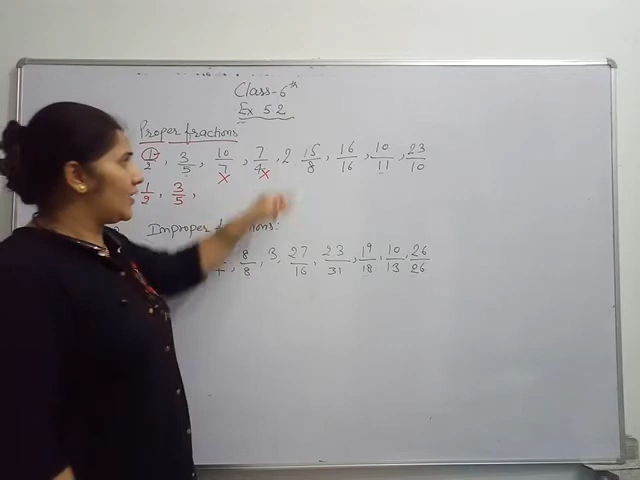 Class-6th
Ex 5.2
Proper fractions
1/2, 3/5, 10/7, 7/4, 2, 15/8, 16/16, 10/11, 23/10
x x
1/2, 3/5,
Improper fractions:
8/8, 3, 27/16, 23/31, 19/18, 10/13, 26/26